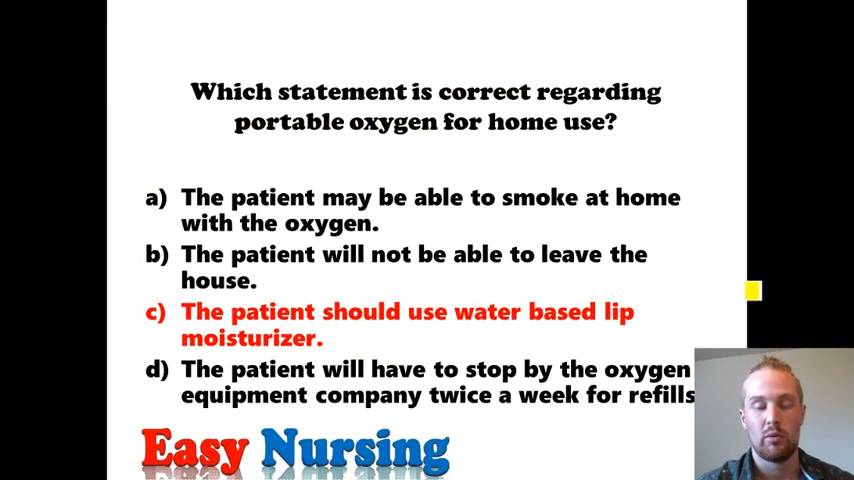 Which statement is correct regarding
portable oxygen for home use?
a) The patient may be able to smoke at home
with the oxygen.
b) The patient will not be able to leave the
house.
c) The patient should use water based lip
moisturizer.
d) The patient will have to stop by the oxygen
equipment company twice a week for refills
Easy Nursing